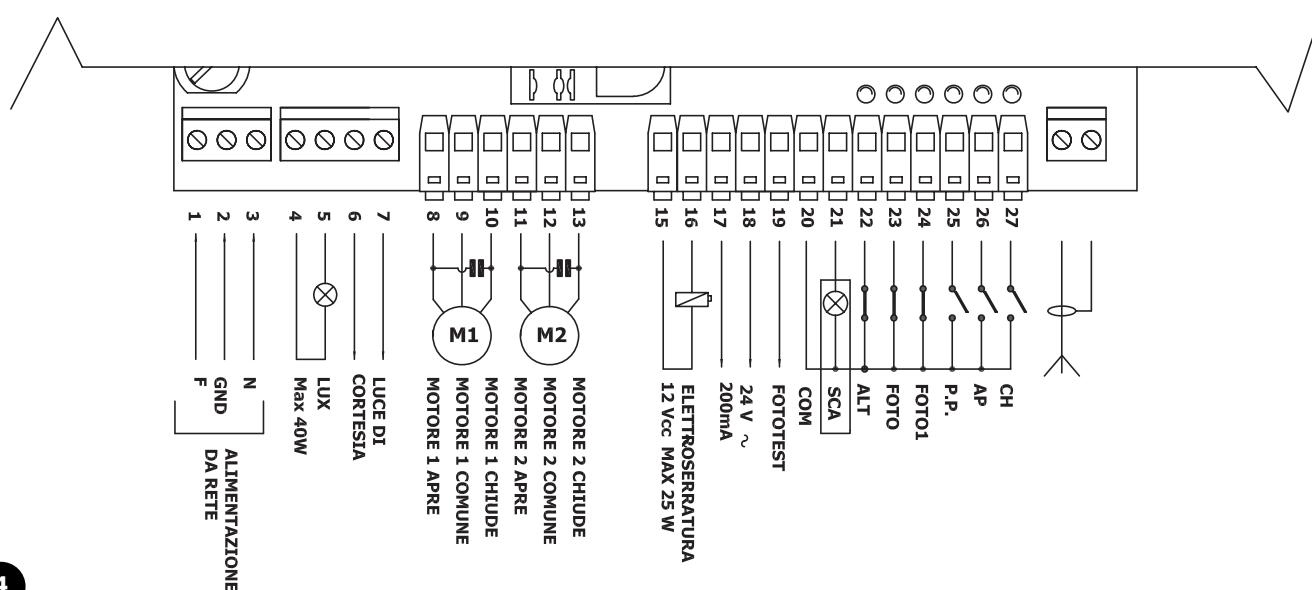 1
2
3
4
5
6
7
8
9
10
11
12
13
15
16
17
18
19
20
21
22
23
24
25
26
27
M1
M2
F
GND
N
ALIMENTAZIONE
DA RETE
LUX
Max 40W
LUCE DI
CORTESIA
MOTORE 1 APRE
MOTORE 1 COMUNE
MOTORE 1 CHIUDE
MOTORE 2 APRE
MOTORE 2 COMUNE
MOTORE 2 CHIUDE
ELETTROSERRATURA
12 Vcc MAX 25 W
24 V ~
200mA
FOTOTEST
COM
SCA
ALT
FOTO
FOTO1
P.P.
AP
CH
4